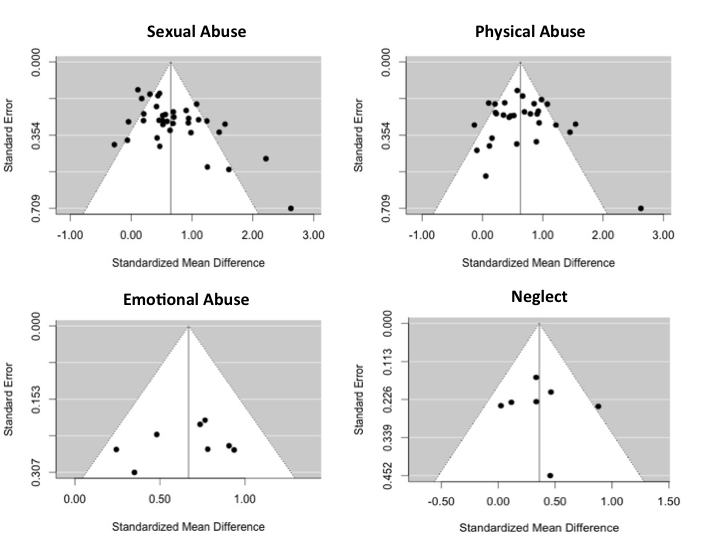 Sexual Abuse
Standard Error
0.000
0.354
0.709
-1.00 0.00 1.00 2.00 3.00
Standardized Mean Difference
Physical Abuse
Standard Error
0.000
0.354
0.709
-1.00 0.00 1.00 2.00 3.00
Standardized Mean Difference
Emotional Abuse
Standard Error
0.000
0.153
0.307
0.00 0.50 1.00
Standardized Mean Difference
Neglect
Standard Error
0.000
0.113
0.226
0.339
0.452
-0.50 0.00 0.50 1.00 1.50
Standardized Mean Difference